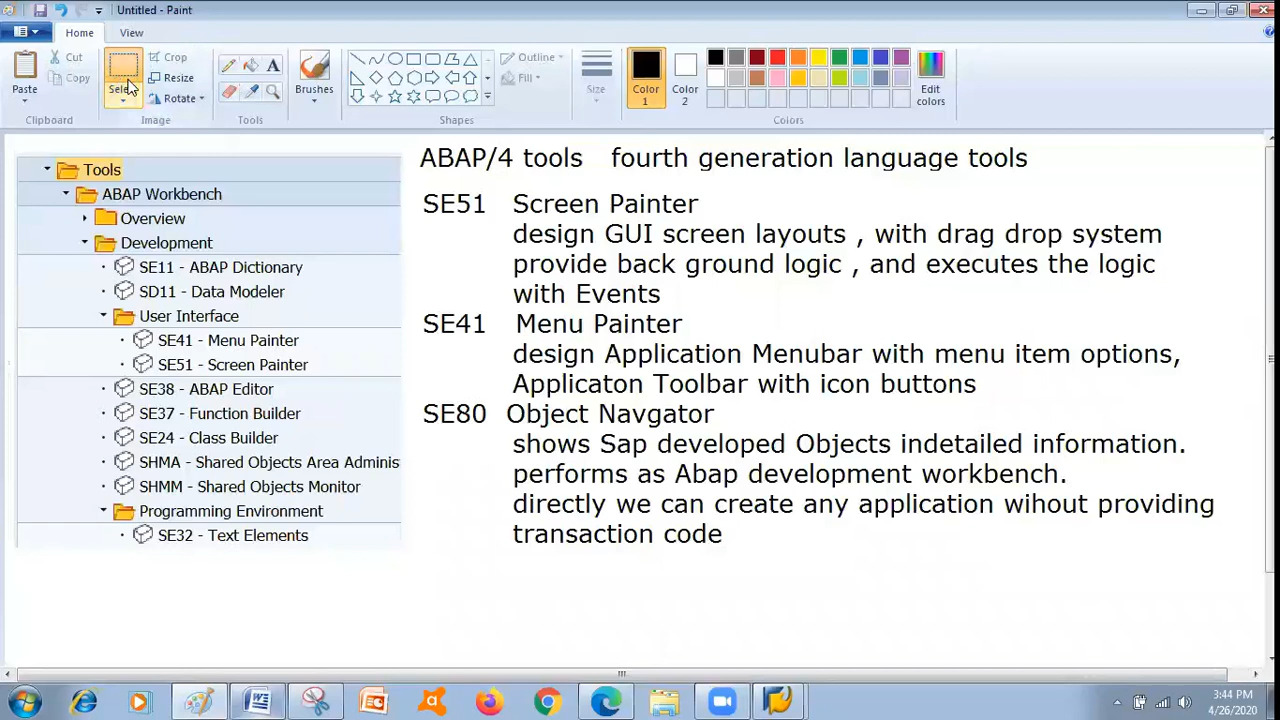 Untitled - Paint
Home
View
Paste
Cut
Copy
Clipboard
Select
Crop
Resize
Rotate
Image
Tools
Brushes
Outline
Fill
Shapes
Size
Color 1
Color 2
Edit colors
Colors
Tools
ABAP Workbench
Overview
Development
SE11 - ABAP Dictionary
SD11 - Data Modeler
User Interface
SE41 - Menu Painter
SE51 - Screen Painter
SE38 - ABAP Editor
SE37 - Function Builder
SE24 - Class Builder
SHMA - Shared Objects Area Adminis
SHMM - Shared Objects Monitor
Programming Environment
SE32 - Text Elements
ABAP/4 tools fourth generation language tools
SE51 Screen Painter
design GUI screen layouts , with drag drop system
provide back ground logic , and executes the logic
with Events
SE41 Menu Painter
design Application Menubar with menu item options,
Applicaton Toolbar with icon buttons
SE80 Object Navgator
shows Sap developed Objects indetailed information.
performs as Abap development workbench.
directly we can create any application wihout providing
transaction code
3:44 PM
4/26/2020